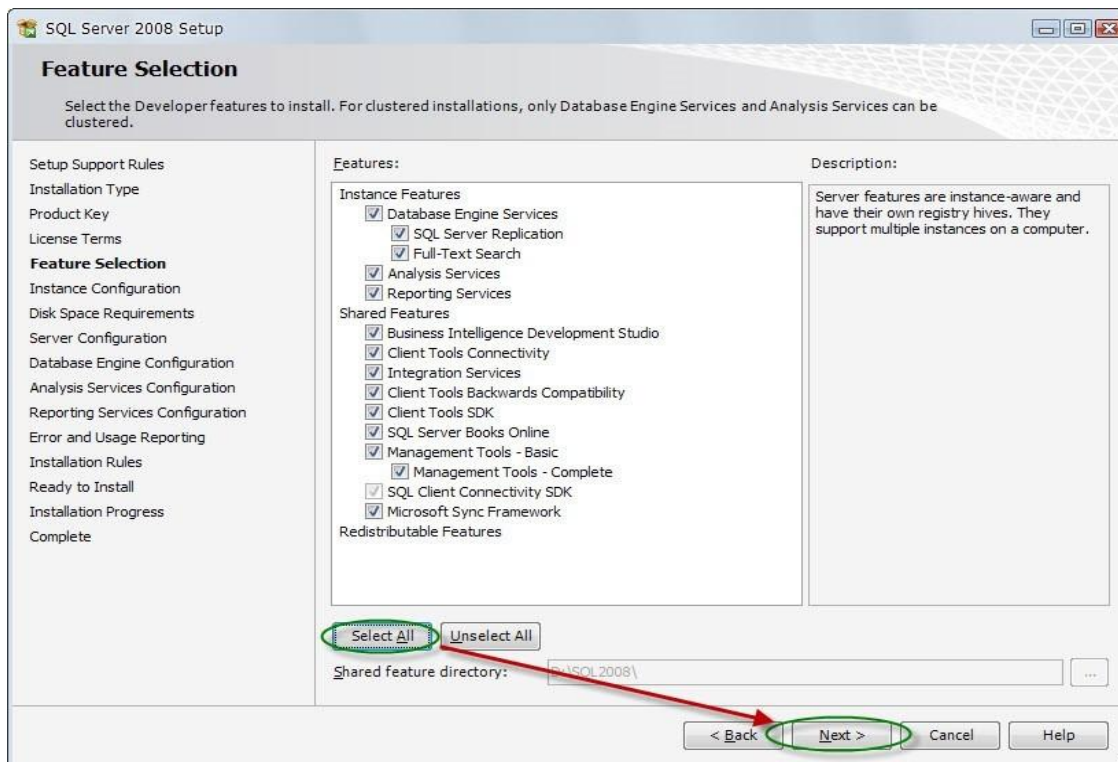 SQL Server 2008 Setup
Feature Selection
Select the Developer features to install. For clustered installations, only Database Engine Services and Analysis Services can be
clustered.
Setup Support Rules
Installation Type
Product Key
License Terms
Feature Selection
Instance Configuration
Disk Space Requirements
Server Configuration
Database Engine Configuration
Analysis Services Configuration
Reporting Services Configuration
Error and Usage Reporting
Installation Rules
Ready to Install
Installation Progress
Complete
Features:
Instance Features
Database Engine Services
SQL Server Replication
Full-Text Search
Analysis Services
Reporting Services
Shared Features
Business Intelligence Development Studio
Client Tools Connectivity
Integration Services
Client Tools Backwards Compatibility
Client Tools SDK
SQL Server Books Online
Management Tools - Basic
Management Tools - Complete
SQL Client Connectivity SDK
Microsoft Sync Framework
Redistributable Features
Description:
Server features are instance-aware and
have their own registry hives. They
support multiple instances on a computer.
Select All Unselect All
Shared feature directory: D:\SQL2008\ ...
< Back Next > Cancel Help